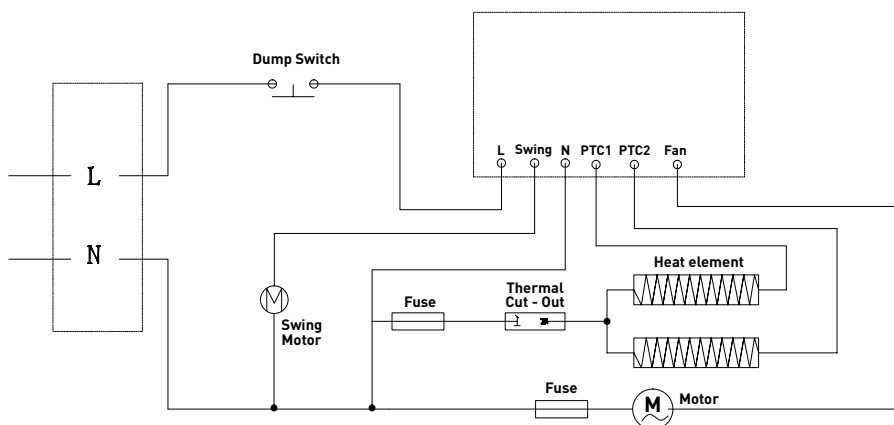 Dump Switch
L Swing N PTC1 PTC2 Fan
L
N
Heat element
Thermal
Cut - Out
Fuse
M
Swing
Motor
Fuse
M
Motor